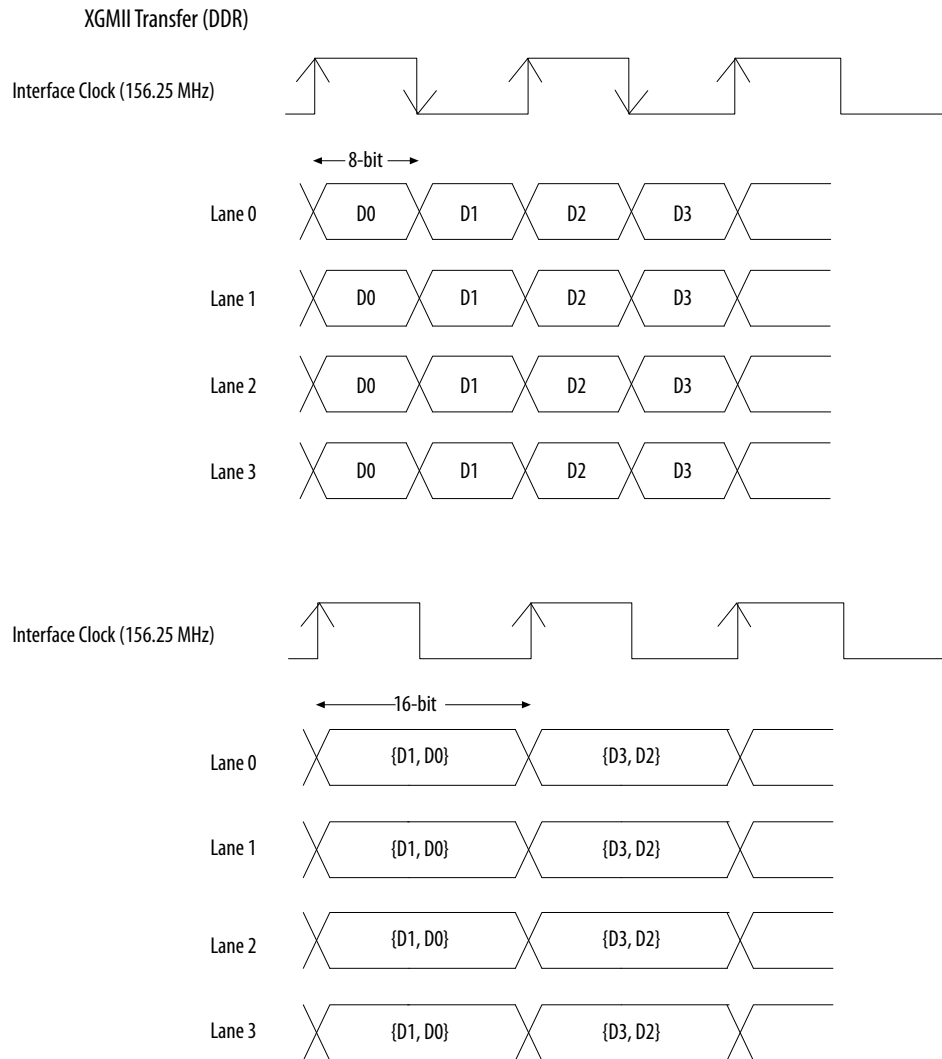 XGMII Transfer (DDR)
Interface Clock (156.25 MHz)
8-bit
Lane 0 D0 D1 D2 D3
Lane 1 D0 D1 D2 D3
Lane 2 D0 D1 D2 D3
Lane 3 D0 D1 D2 D3
Interface Clock (156.25 MHz)
16-bit
Lane 0 {D1, D0} {D3, D2}
Lane 1 {D1, D0} {D3, D2}
Lane 2 {D1, D0} {D3, D2}
Lane 3 {D1, D0} {D3, D2}